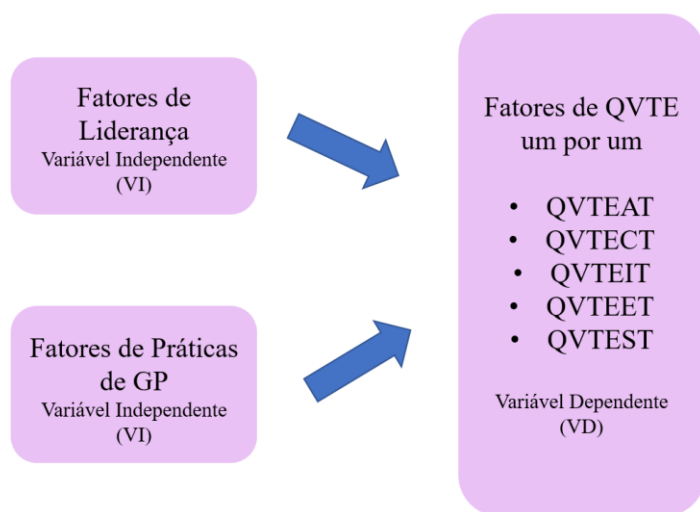 Fatores de
Liderança
Variável Independente
(VI)
Fatores de Práticas
de GP
Variável Independente
(VI)
Fatores de QVTE
um por um
• QVTEAT
• QVTECT
• QVTEIT
• QVTEET
• QVTEST
Variável Dependente
(VD)